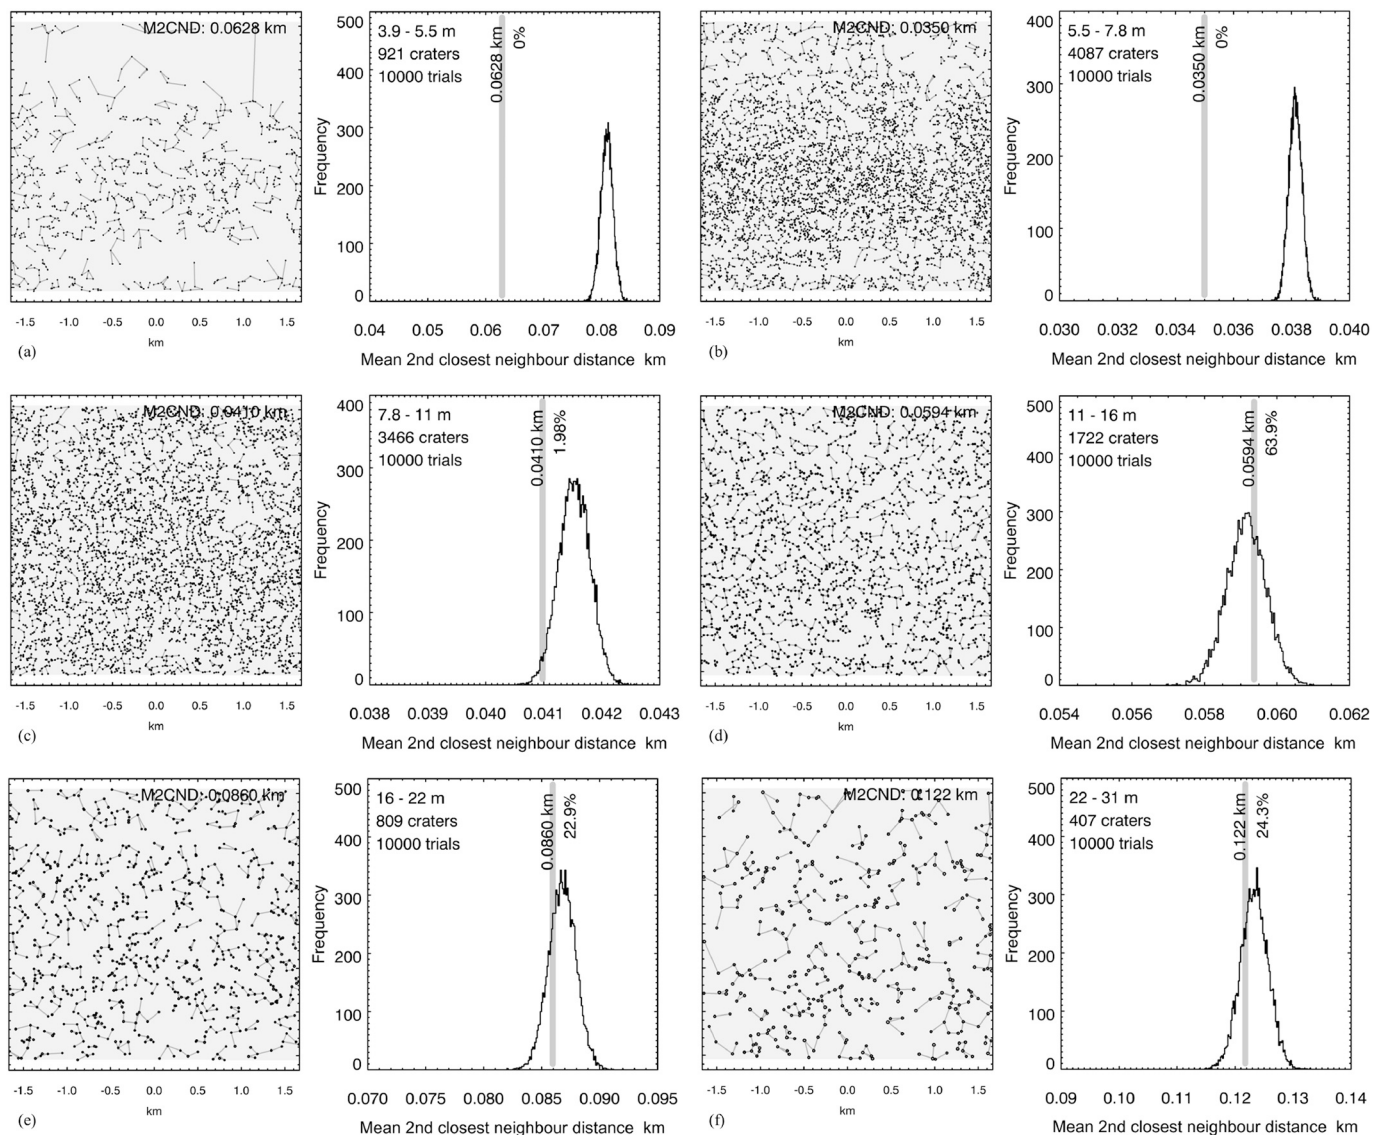 M2CND: 0.0628 km
500
400
300
200
100
0
Frequency
3.9 - 5.5 m
921 craters
10000 trials
0.0628 km
0%
-1.5 -1.0 -0.5 0.0 0.5 1.0 1.5
km
0.04 0.05 0.06 0.07 0.08 0.09
Mean 2nd closest neighbour distance km
(a)
M2CND: 0.0350 km
400
300
200
100
0
Frequency
5.5 - 7.8 m
4087 craters
10000 trials
0.0350 km
0%
-1.5 -1.0 -0.5 0.0 0.5 1.0 1.5
km
0.030 0.032 0.034 0.036 0.038 0.040
Mean 2nd closest neighbour distance km
(b)
M2CND: 0.0410 km
400
300
200
100
0
Frequency
7.8 - 11 m
3466 craters
10000 trials
0.0410 km
1.98%
-1.5 -1.0 -0.5 0.0 0.5 1.0 1.5
km
0.038 0.039 0.040 0.041 0.042 0.043
Mean 2nd closest neighbour distance km
(c)
M2CND: 0.0594 km
500
400
300
200
100
0
Frequency
11 - 16 m
1722 craters
10000 trials
0.0594 km
63.9%
-1.5 -1.0 -0.5 0.0 0.5 1.0 1.5
km
0.054 0.056 0.058 0.060 0.062
Mean 2nd closest neighbour distance km
(d)
M2CND: 0.0860 km
500
400
300
200
100
0
Frequency
16 - 22 m
809 craters
10000 trials
0.0860 km
22.9%
-1.5 -1.0 -0.5 0.0 0.5 1.0 1.5
km
0.070 0.075 0.080 0.085 0.090 0.095
Mean 2nd closest neighbour distance km
(e)
M2CND: 0.122 km
500
400
300
200
100
0
Frequency
22 - 31 m
407 craters
10000 trials
0.122 km
24.3%
-1.5 -1.0 -0.5 0.0 0.5 1.0 1.5
km
0.09 0.10 0.11 0.12 0.13 0.14
Mean 2nd closest neighbour distance km
(f)